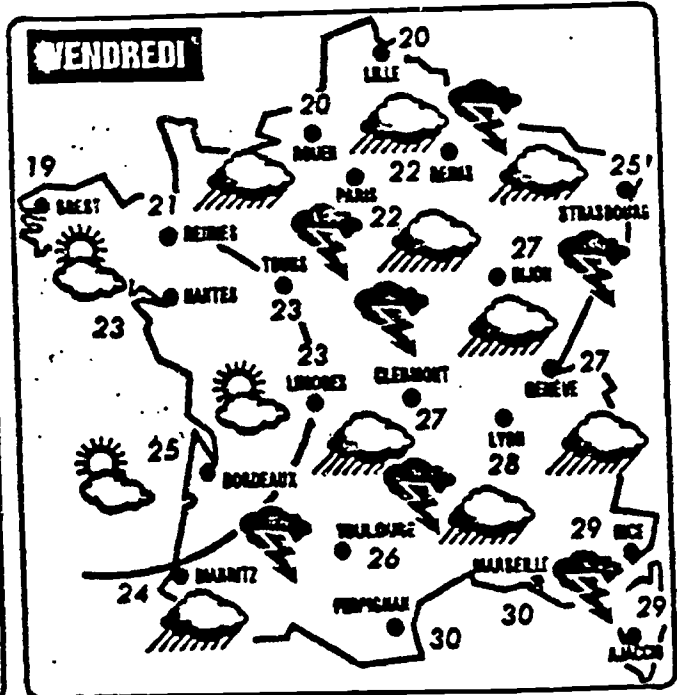 VENDREDI
20
LILLE
20
ROUEN
22 REIMS
25
19
PARIS
BREST
21
22
STRASBOURG
RENNES
27
TOURS
DIJON
NANTES
23
23
23
27
LIMOGES
CLERMONT
GENÈVE
27
25
LYON
28
BORDEAUX
29 NICE
TOULOUSE
26
MARSEILLE
BIARRITZ
24
30
29
PERPIGNAN
30
AJACCIO